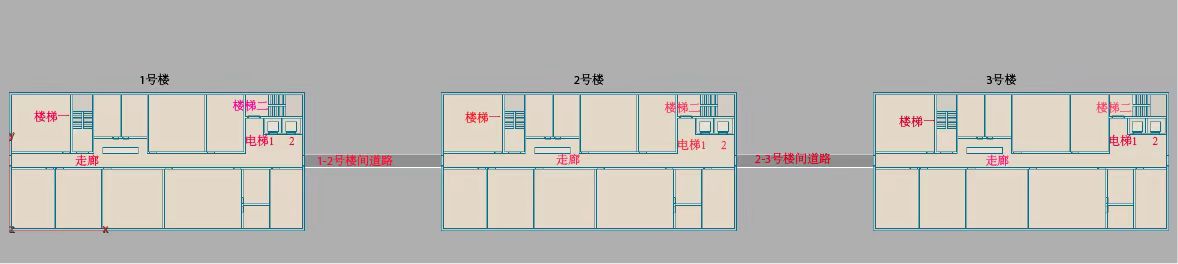 1号楼
2号楼
3号楼
楼梯一
楼梯二
楼梯一
楼梯二
楼梯一
楼梯二
y
电梯1 2
电梯1 2
电梯1 2
走廊
1-2号楼间道路
走廊
2-3号楼间道路
走廊
z
x